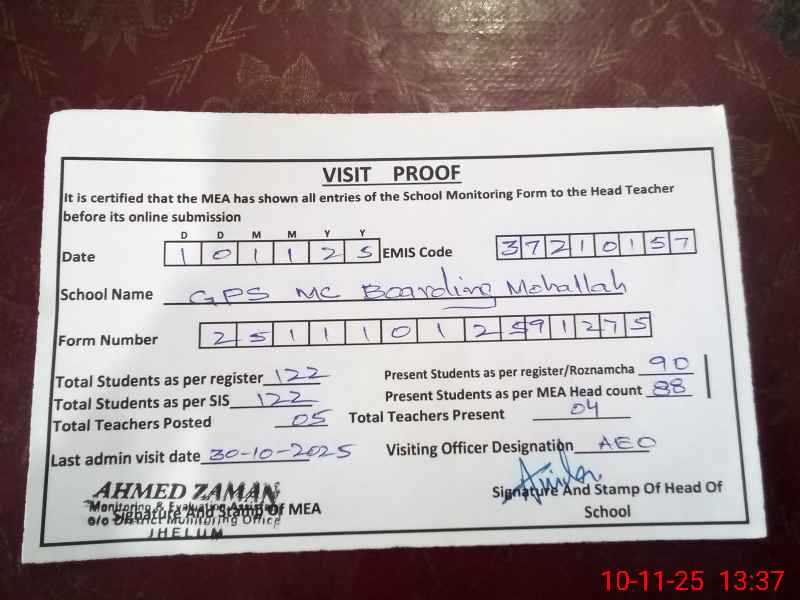 VISIT PROOF
It is certified that the MEA has shown all entries of the School Monitoring Form to the Head Teacher
before its online submission
D D M M Y Y
Date 1 0 1 1 2 5 EMIS Code 3 7 2 1 0 1 5 7
School Name GPS MC Boarding Mohallah
Form Number 2 5 1 1 1 0 1 2 5 9 1 2 7 5
Total Students as per register 122 Present Students as per register/Roznamcha 90
Total Students as per SIS 122 Present Students as per MEA Head count 88
Total Teachers Posted 05 Total Teachers Present 04
Last admin visit date 30-10-2025 Visiting Officer Designation AEO
AHMED ZAMAN
Monitoring & Evaluating Assistant
Signature And Stamp Of MEA
o/o District Monitoring Office
JHELUM
Signature And Stamp Of Head Of
School
10-11-25 13:37